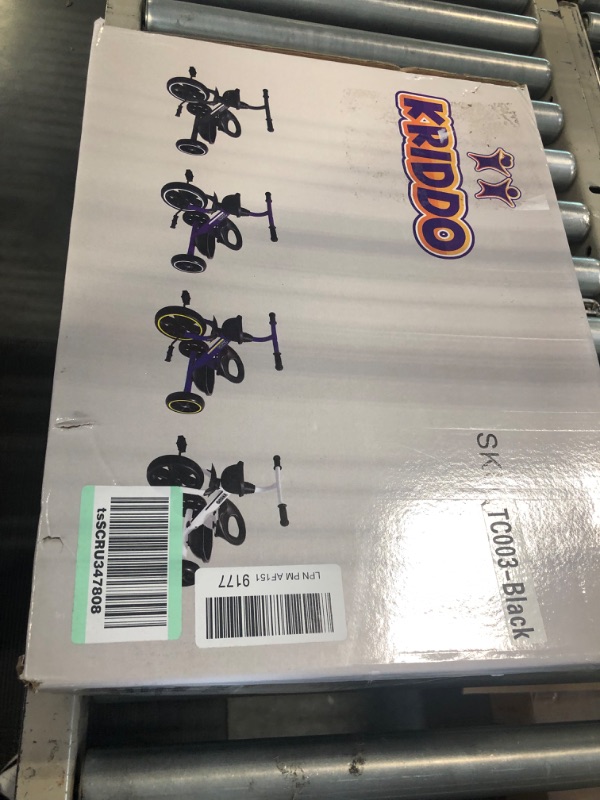 KRIDDO
SK
TC003-Black
tsSCRU347808
LPN PM AF151 9177